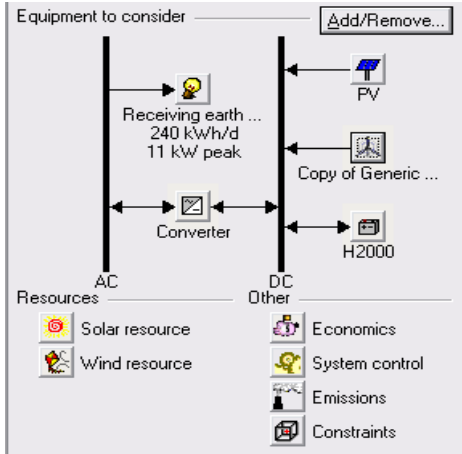 Equipment to consider
Add/Remove...
Receiving earth ...
240 kWh/d
11 kW peak
PV
Copy of Generic ...
Converter
H2000
AC
DC
Resources
Other
Solar resource
Economics
Wind resource
System control
Emissions
Constraints